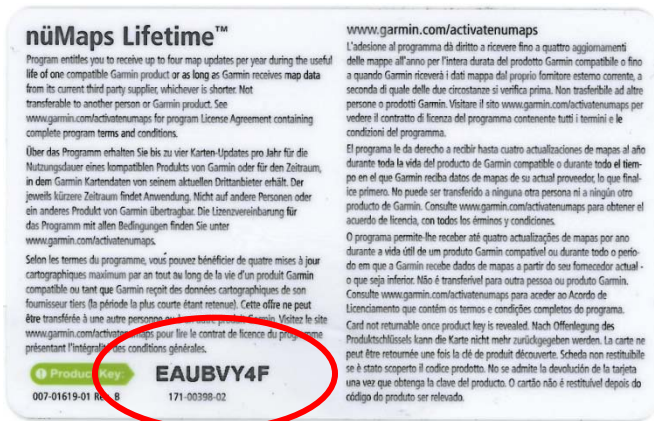 nüMaps Lifetime™
Program entitles you to receive up to four map updates per year during the useful
life of one compatible Garmin product or as long as Garmin receives map data
from its current third party supplier, whichever is shorter. Not
transferable to another person or Garmin product. See
www.garmin.com/activatenumaps for program License Agreement containing
complete program terms and conditions.
Über das Programm erhalten Sie bis zu vier Karten-Updates pro Jahr für die
Nutzungsdauer eines kompatiblen Produkts von Garmin oder für den Zeitraum,
in dem Garmin Kartendaten von seinem aktuellen Drittanbieter erhält. Der
jeweils kürzere Zeitraum findet Anwendung. Nicht auf andere Personen oder
ein anderes Produkt von Garmin übertragbar. Die Lizenzvereinbarung für
das Programm mit allen Bedingungen finden Sie unter
www.garmin.com/activatenumaps.
Selon les termes du programme, vous pouvez bénéficier de quatre mises à jour
cartographiques maximum par an tout au long de la vie d'un produit Garmin
compatible ou tant que Garmin reçoit des données cartographiques de son
fournisseur tiers (la période la plus courte étant retenue). Cette offre ne peut
être transférée à une autre personne ou autre produit Garmin. Visitez le site
www.garmin.com/activatenumaps pour lire le contrat de licence du programme
présentant l'intégralité des conditions générales.
Product Key: EAUBVY4F
007-01619-01 Rev. B 171-00398-02
www.garmin.com/activatenumaps
L'adesione al programma dà diritto a ricevere fino a quattro aggiornamenti
delle mappe all'anno per l'intera durata del prodotto Garmin compatibile o fino
a quando Garmin riceverà i dati mappa dal proprio fornitore esterno corrente, a
seconda di quale delle due circostanze si verifica prima. Non trasferibile ad altre
persone o prodotti Garmin. Visitare il sito www.garmin.com/activatenumaps per
vedere il contratto di licenza del programma contenente tutti i termini e le
condizioni del programma.
El programa le da derecho a recibir hasta cuatro actualizaciones de mapas al año
durante toda la vida del producto de Garmin compatible o durante todo el tiem-
po en el que Garmin reciba datos de mapas de su actual proveedor, lo que final-
ice primero. No puede ser transferido a ninguna otra persona ni a ningún otro
producto de Garmin. Consulte www.garmin.com/activatenumaps para obtener el
acuerdo de licencia, con todos los érminos y condiciones.
O programa permite-lhe receber até quatro actualizações de mapas por ano
durante a vida útil de um produto Garmin compatível ou durante todo o perío-
do em que a Garmin recebe dados de mapas a partir do seu fornecedor actual -
o que seja inferior. Não é transferível para outra pessoa ou produto Garmin.
Consulte www.garmin.com/activatenumaps para aceder ao Acordo de
Licenciamento que contém os termos e condições completos do programa.
Card not returnable once product key is revealed. Nach Offenlegung des
Produktschlüssels kann die Karte nicht mehr zurückgegeben werden. La carte ne
peut être retournée une fois la clé de produit découverte. Scheda non restituibile
se è stato scoperto il codice prodotto. No se admite la devolución de la tarjeta
una vez que obtenga la clave del producto. O cartão não é restituível depois do
código do produto ser relevado.